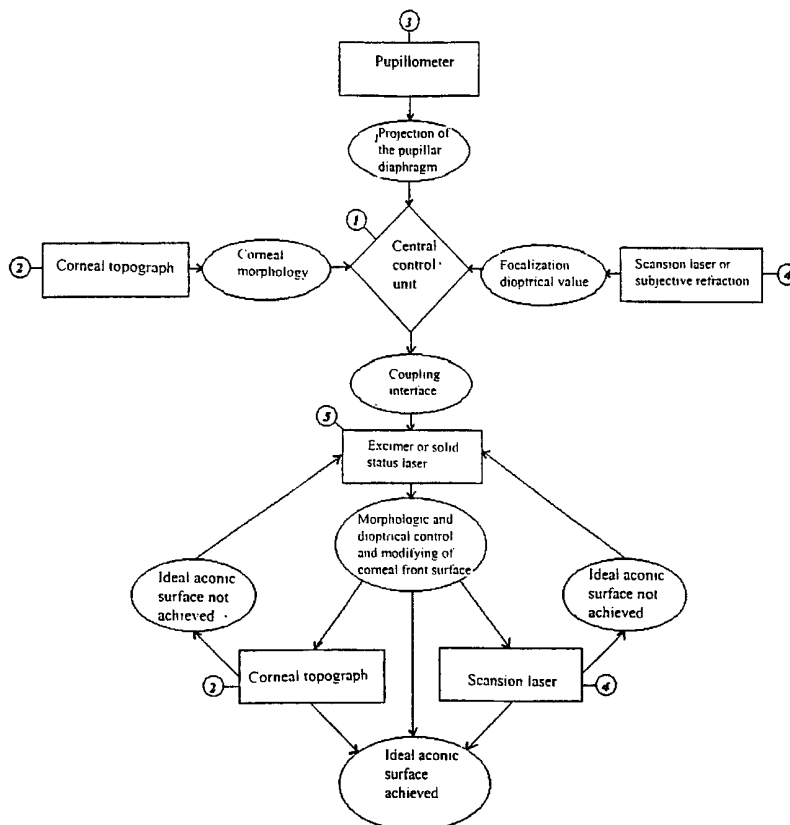 3
Pupillometer
Projection of
the pupillar
diaphragm
1
2
Corneal topograph
Corneal
morphology
Central
control
unit
Focalization
dioptrical value
Scansion laser or
subjective refraction
4
Coupling
interface
5
Excimer or solid
status laser
Morphologic and
dioptrical control
and modifying of
corneal front surface
Ideal aconic
surface not
achieved
Ideal aconic
surface not
achieved
2
Corneal topograph
Scansion laser
4
Ideal aconic
surface
achieved